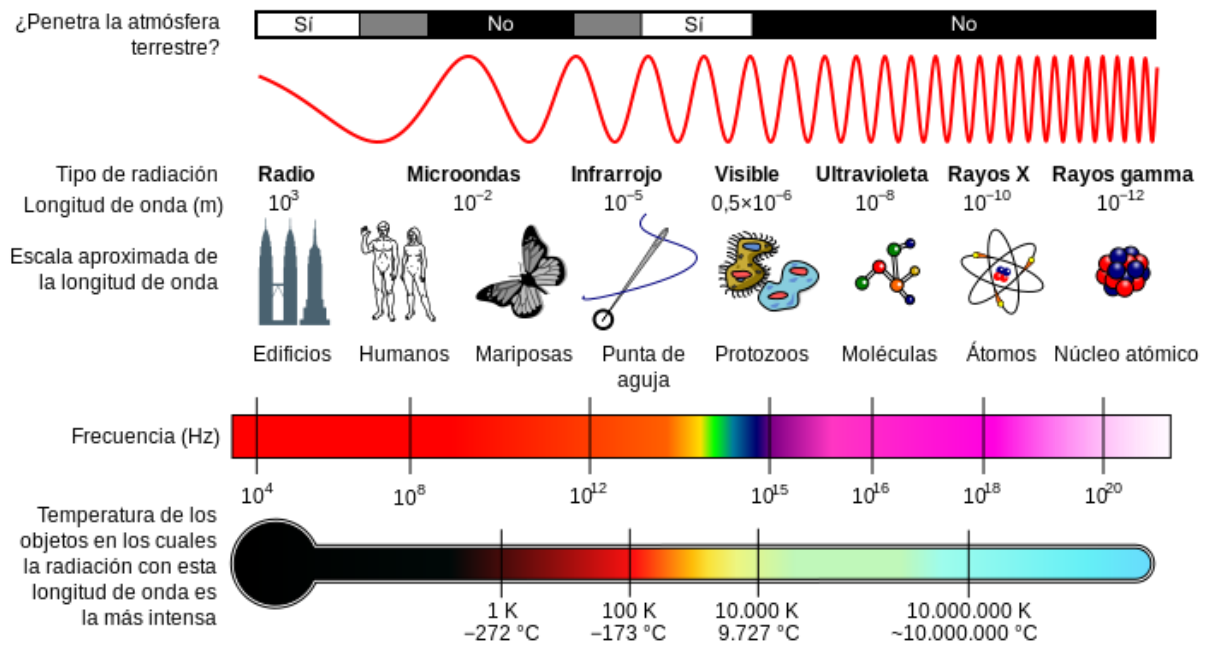 ¿Penetra la atmósfera
terrestre?
Sí No Sí No
Tipo de radiación Radio Microondas Infrarrojo Visible Ultravioleta Rayos X Rayos gamma
Longitud de onda (m) 10³ 10⁻² 10⁻⁵ 0,5×10⁻⁶ 10⁻⁸ 10⁻¹⁰ 10⁻¹²
Escala aproximada de
la longitud de onda
Edificios Humanos Mariposas Punta de Protozoos Moléculas Átomos Núcleo atómico
aguja
Frecuencia (Hz)
10⁴ 10⁸ 10¹² 10¹⁵ 10¹⁶ 10¹⁸ 10²⁰
Temperatura de los
objetos en los cuales
la radiación con esta
longitud de onda es
la más intensa
1 K 100 K 10.000 K 10.000.000 K
−272 °C −173 °C 9.727 °C ~10.000.000 °C